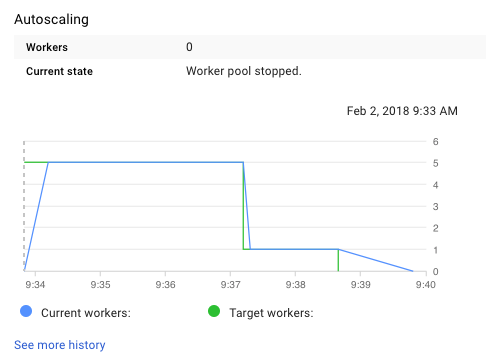 Autoscaling
Workers 0
Current state Worker pool stopped.
Feb 2, 2018 9:33 AM
6
5
4
3
2
1
0
9:34 9:35 9:36 9:37 9:38 9:39 9:40
Current workers: Target workers:
See more history